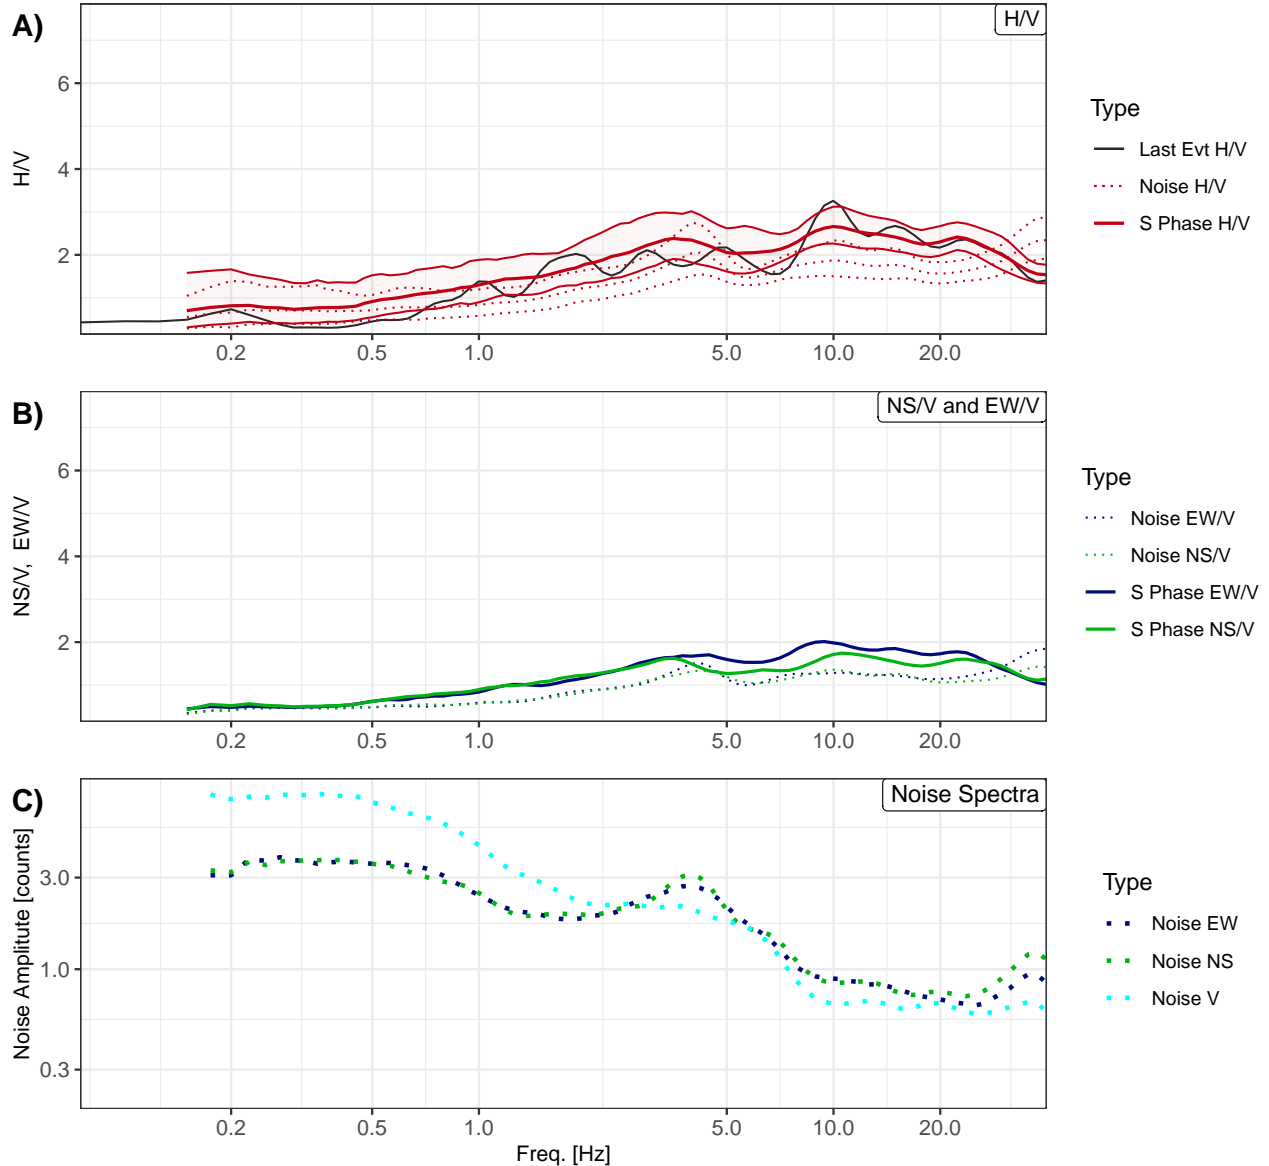 A)
H/V
6
4
2
H/V
0.2 0.5 1.0 5.0 10.0 20.0
Type
Last Evt H/V
Noise H/V
S Phase H/V
B)
NS/V and EW/V
6
4
2
NS/V, EW/V
0.2 0.5 1.0 5.0 10.0 20.0
Type
Noise EW/V
Noise NS/V
S Phase EW/V
S Phase NS/V
C)
Noise Spectra
3.0
1.0
0.3
Noise Amplitute [counts]
0.2 0.5 1.0 5.0 10.0 20.0
Freq. [Hz]
Type
Noise EW
Noise NS
Noise V